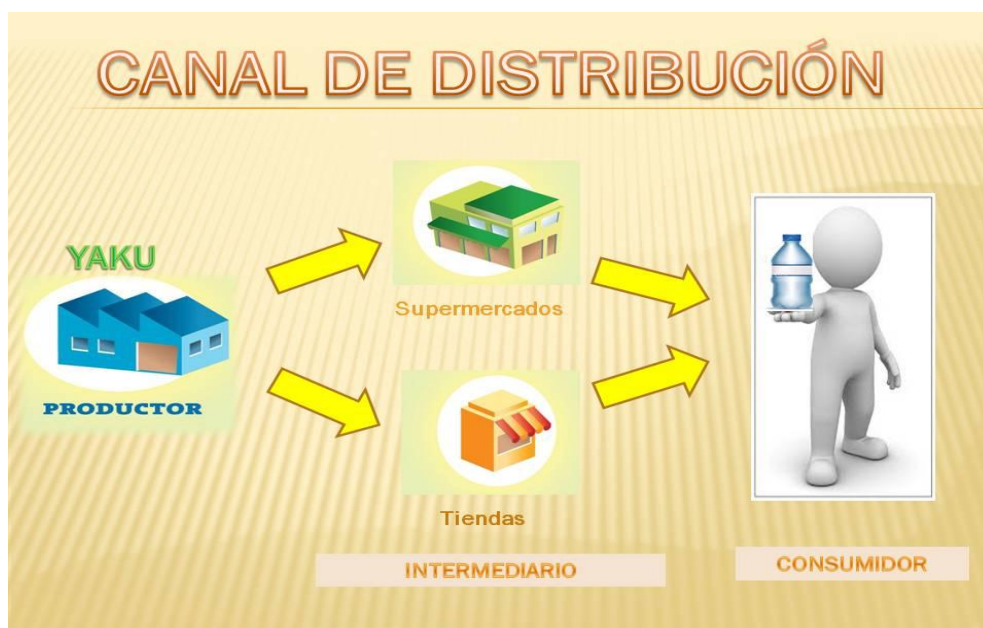 CANAL DE DISTRIBUCIÓN
YAKU
PRODUCTOR
Supermercados
Tiendas
INTERMEDIARIO
CONSUMIDOR